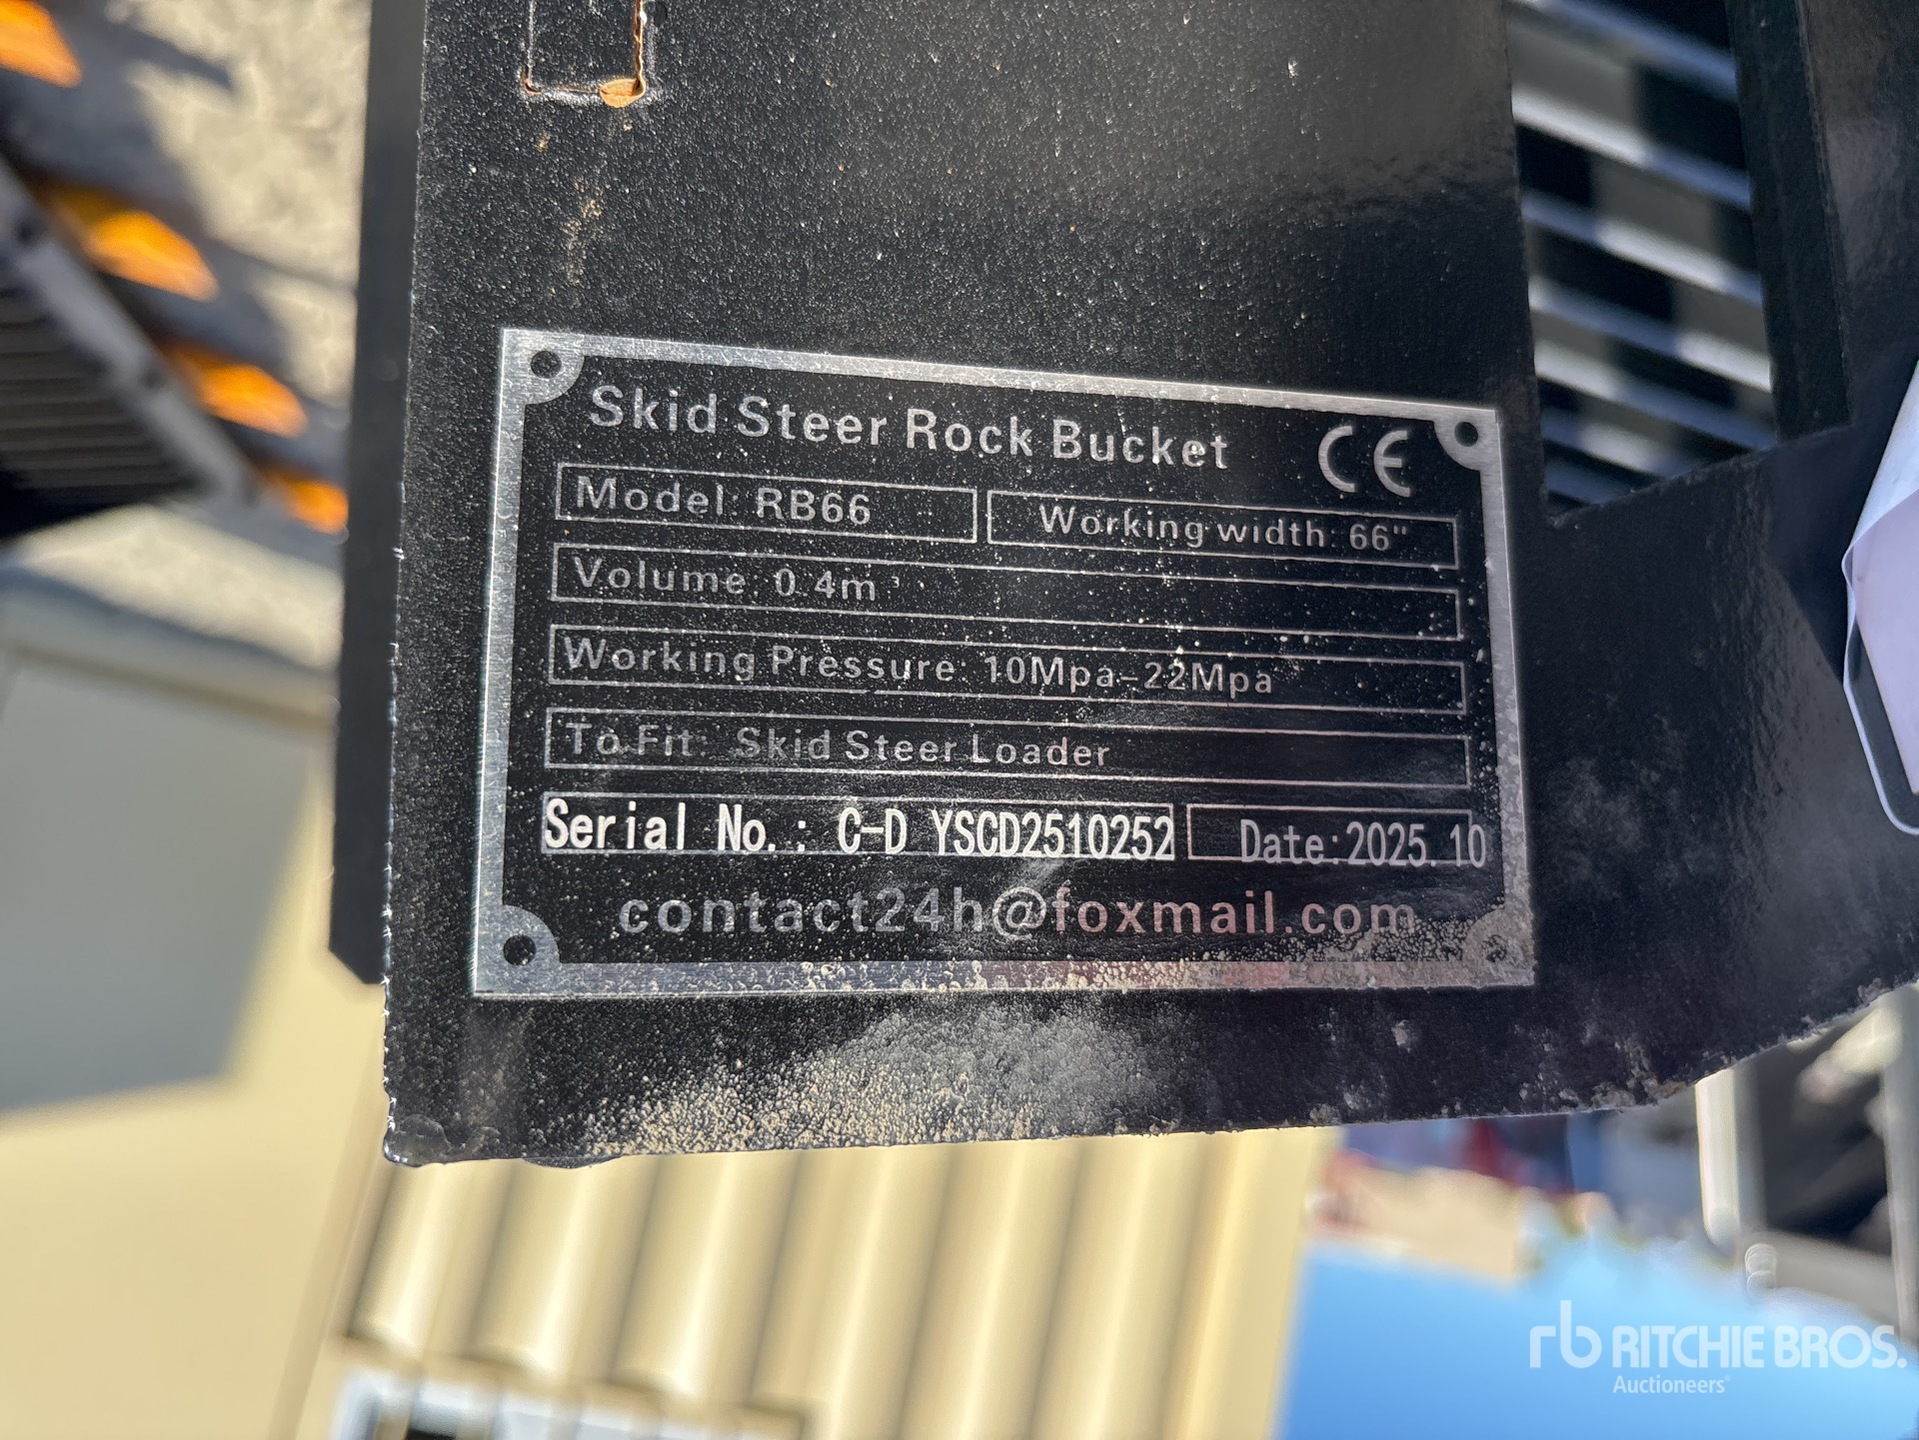 Skid Steer Rock Bucket CE
Model: RB66 Working width: 66"
Volume: 0.4m³
Working Pressure: 10Mpa-22Mpa
To Fit: Skid Steer Loader
Serial No.: C-D YSCD2510252 Date:2025.10
contact24h@foxmail.com
rb RITCHIE BROS.
Auctioneers